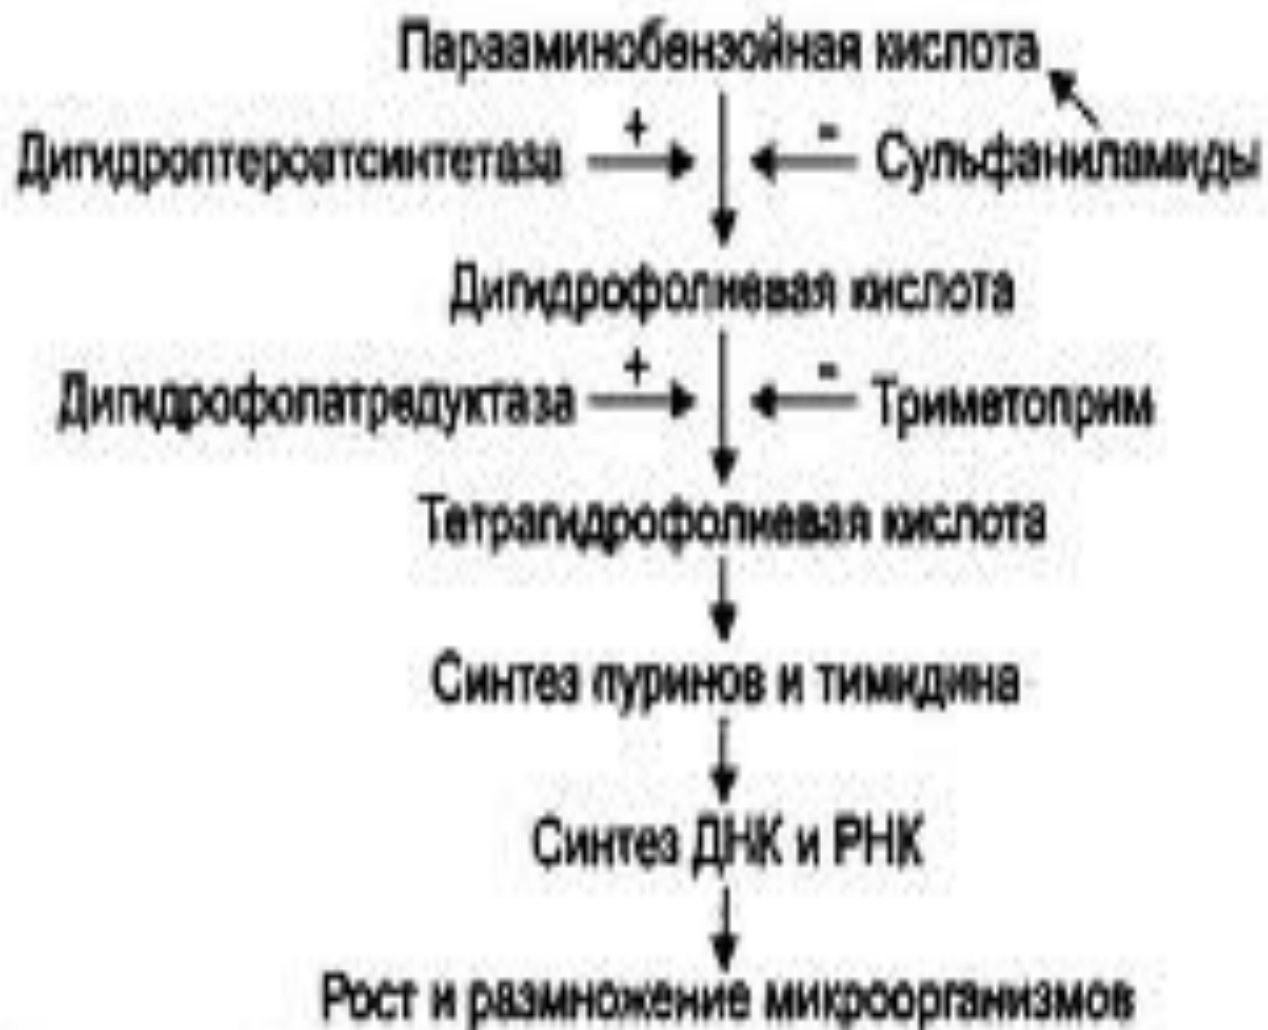 Парааминобензойная кислота
+ -
Дигидроптероатсинтетаза Сульфаниламиды
Дигидрофолиевая кислота
+ -
Дигидрофолатредуктаза Триметоприм
Тетрагидрофолиевая кислота
Синтез пуринов и тимидина
Синтез ДНК и РНК
Рост и размножение микроорганизмов